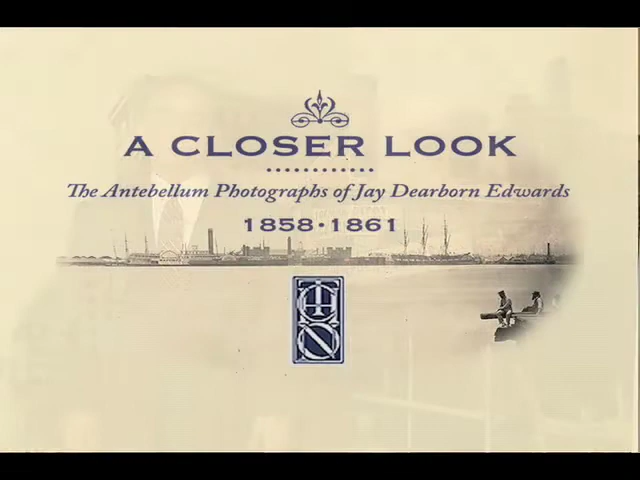 A CLOSER LOOK
The Antebellum Photographs of Jay Dearborn Edwards
1858 • 1861